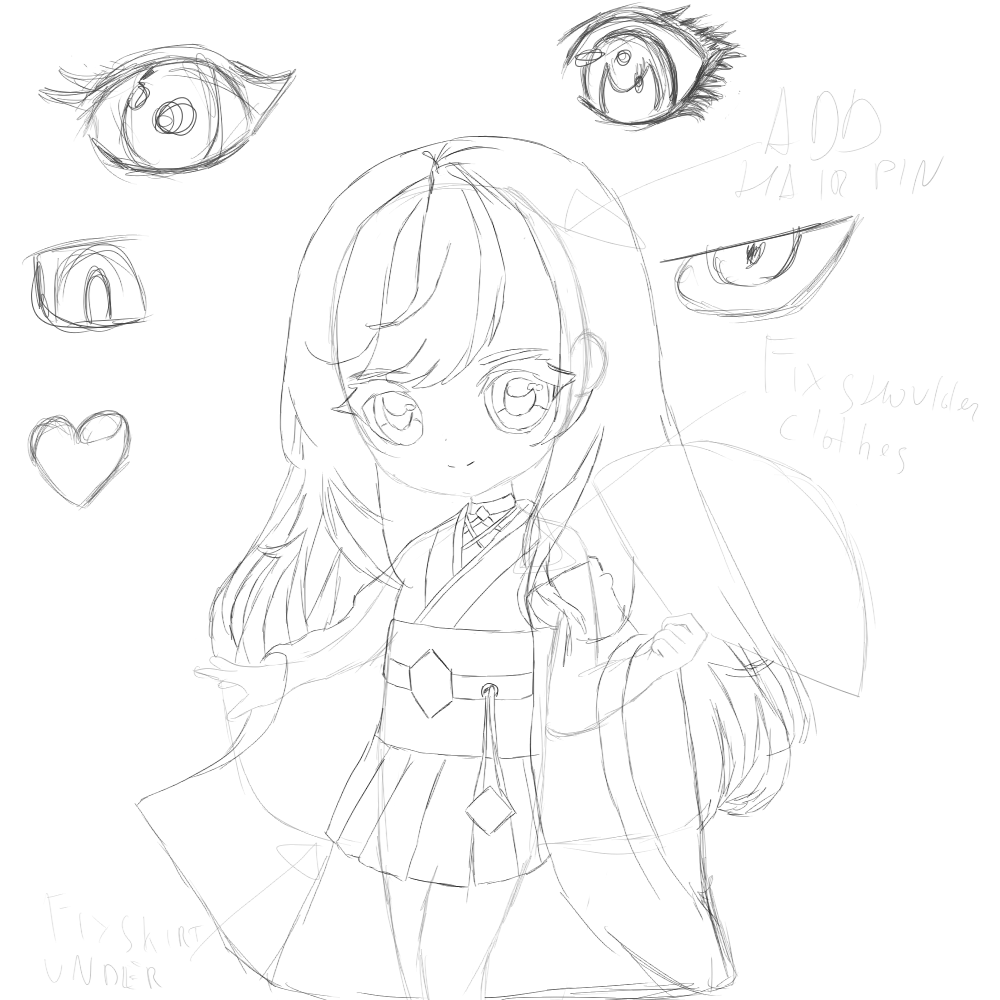 ADD
HAIR PIN
Fix Shoulder
clothes
Fix SkIRT
UNDER